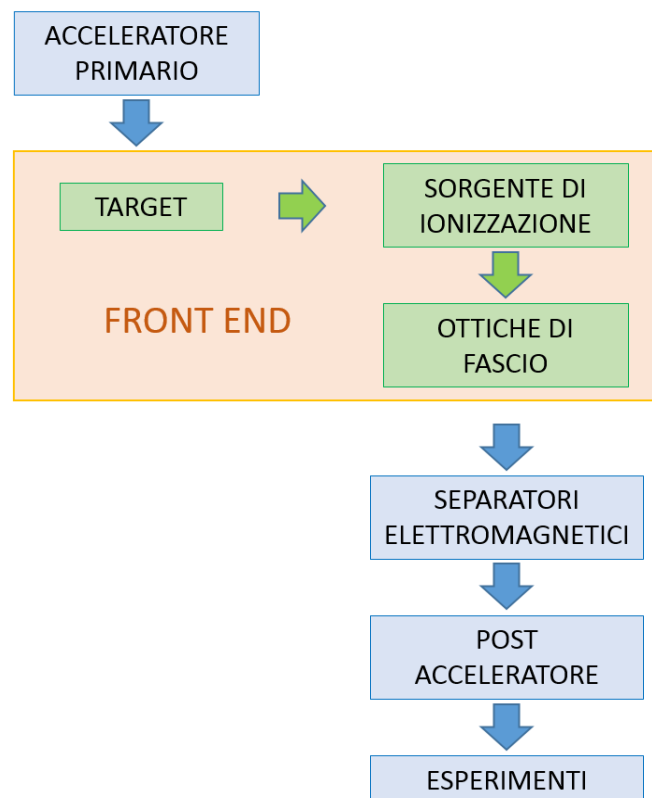 ACCELERATORE
PRIMARIO
TARGET
SORGENTE DI
IONIZZAZIONE
FRONT END
OTTICHE DI
FASCIO
SEPARATORI
ELETTROMAGNETICI
POST
ACCELERATORE
ESPERIMENTI